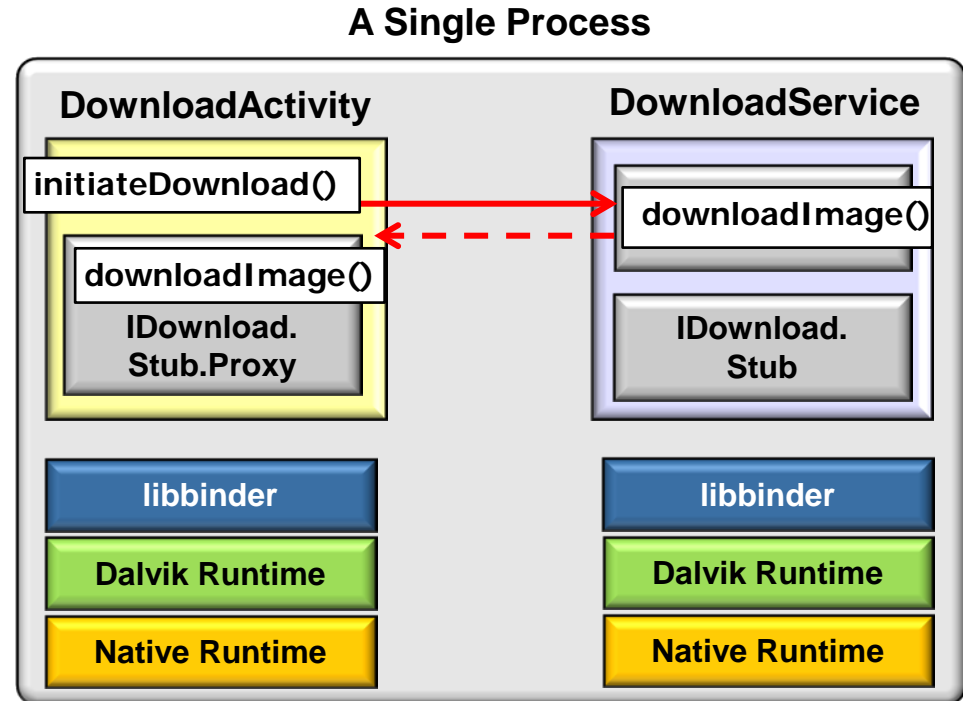 A Single Process
DownloadActivity
initiateDownload()
downloadImage()
IDownload.
Stub.Proxy
libbinder
Dalvik Runtime
Native Runtime
DownloadService
downloadImage()
IDownload.
Stub
libbinder
Dalvik Runtime
Native Runtime